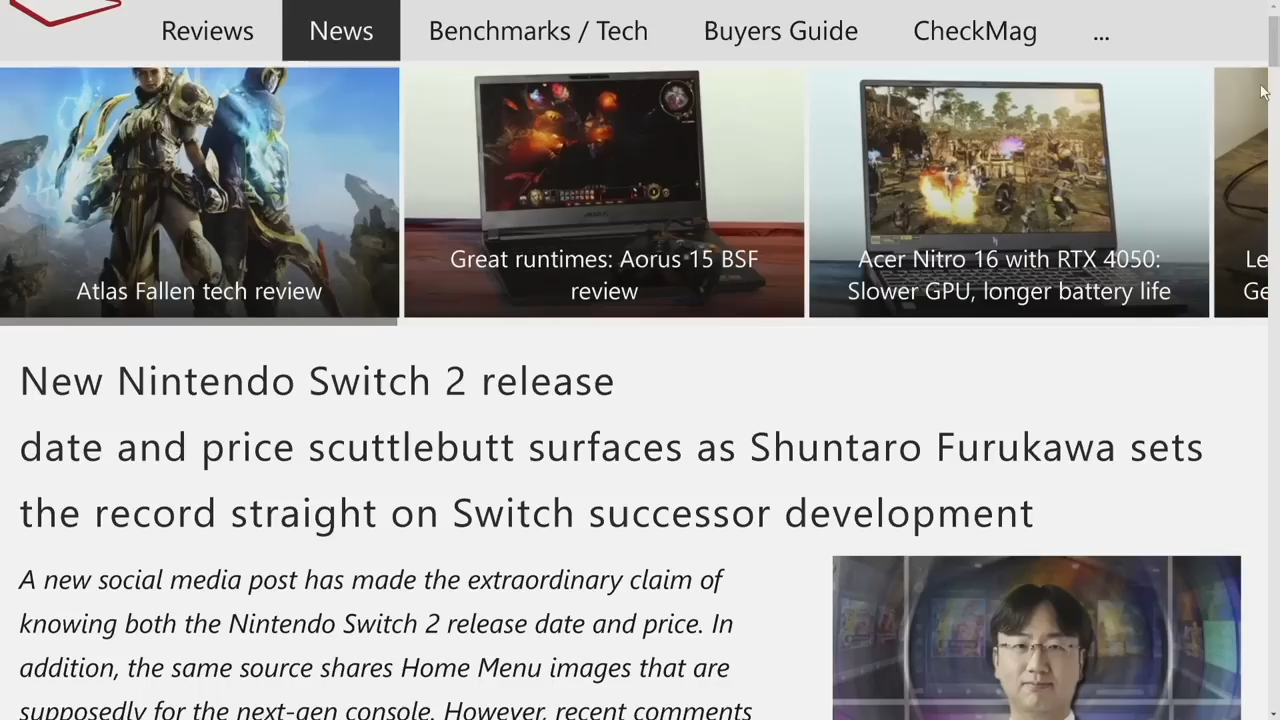 Reviews News Benchmarks / Tech Buyers Guide CheckMag ...
Atlas Fallen tech review
Great runtimes: Aorus 15 BSF
review
Acer Nitro 16 with RTX 4050:
Slower GPU, longer battery life
Le
Ge
New Nintendo Switch 2 release
date and price scuttlebutt surfaces as Shuntaro Furukawa sets
the record straight on Switch successor development
A new social media post has made the extraordinary claim of
knowing both the Nintendo Switch 2 release date and price. In
addition, the same source shares Home Menu images that are
supposedly for the next-gen console. However, recent comments